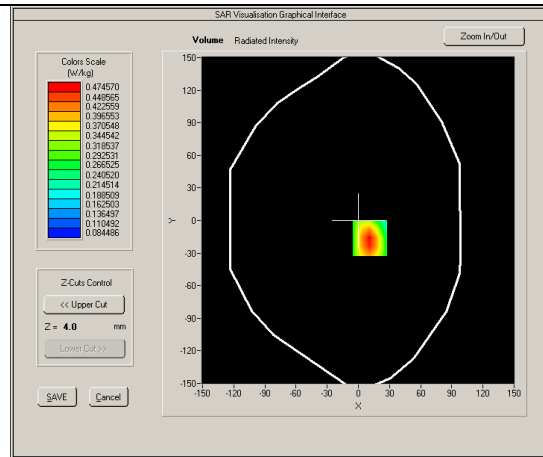 SAR Visualisation Graphical Interface
Volume Radiated Intensity
Zoom In/Out
Colors Scale
(W/kg)
0.474570
0.448565
0.422559
0.396553
0.370548
0.344542
0.318537
0.292531
0.266525
0.240520
0.214514
0.188509
0.162503
0.136497
0.110492
0.084486
Z-Cuts Control
<< Upper Cut
Z = 4.0 mm
Lower Cut >>
SAVE Cancel
150
120
90
60
30
0
-30
-60
-90
-120
-150
Y
-150 -120 -90 -60 -30 0 30 60 90 120 150
X